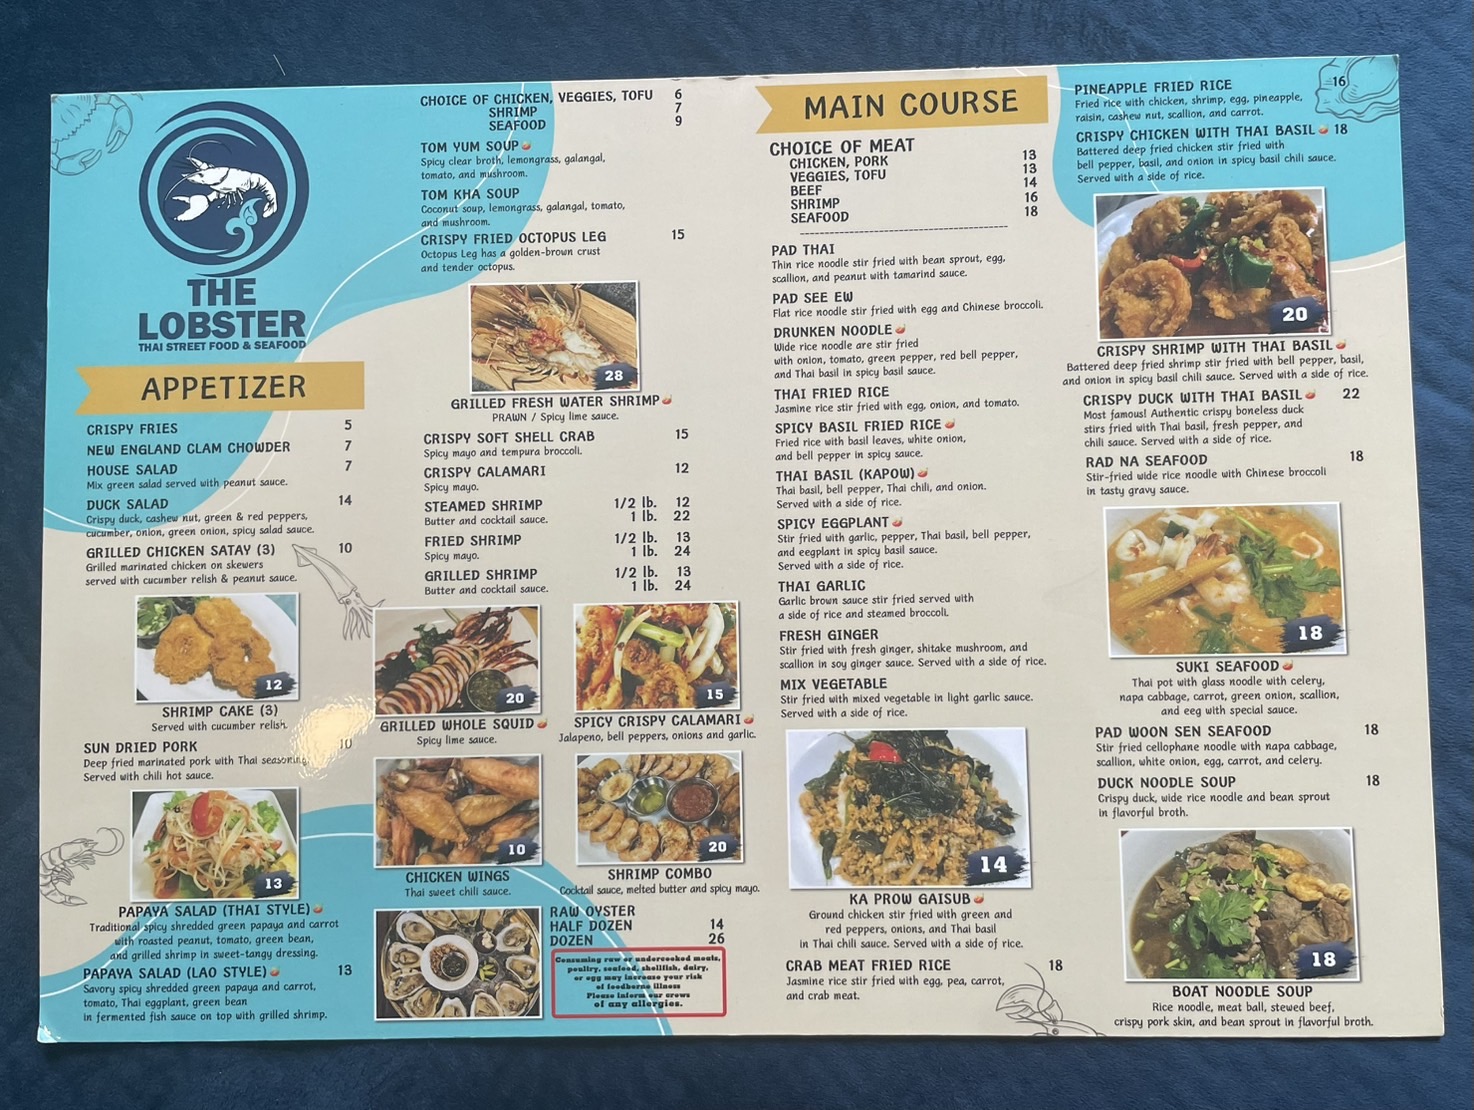 THE
LOBSTER
THAI STREET FOOD & SEAFOOD
APPETIZER
CRISPY FRIES 5
NEW ENGLAND CLAM CHOWDER 7
HOUSE SALAD 7
Mix green salad served with peanut sauce.
DUCK SALAD 14
Crispy duck, cashew nut, green & red peppers,
cucumber, onion, green onion, spicy salad sauce.
GRILLED CHICKEN SATAY (3) 10
Grilled marinated chicken on skewers
served with cucumber relish & peanut sauce.
12
SHRIMP CAKE (3)
Served with cucumber relish.
SUN DRIED PORK 10
Deep fried marinated pork with Thai seasoning.
Served with chili hot sauce.
13
PAPAYA SALAD (THAI STYLE)
Traditional spicy shredded green papaya and carrot
with roasted peanut, tomato, green bean,
and grilled shrimp in sweet-tangy dressing.
PAPAYA SALAD (LAO STYLE) 13
Savory spicy shredded green papaya and carrot,
tomato, Thai eggplant, green bean
in fermented fish sauce on top with grilled shrimp.
CHOICE OF CHICKEN, VEGGIES, TOFU 6
SHRIMP 7
SEAFOOD 9
TOM YUM SOUP
Spicy clear broth, lemongrass, galangal,
tomato, and mushroom.
TOM KHA SOUP
Coconut soup, lemongrass, galangal, tomato,
and mushroom.
CRISPY FRIED OCTOPUS LEG 15
Octopus Leg has a golden-brown crust
and tender octopus.
28
GRILLED FRESH WATER SHRIMP
PRAWN / Spicy lime sauce.
CRISPY SOFT SHELL CRAB 15
Spicy mayo and tempura broccoli.
CRISPY CALAMARI 12
Spicy mayo.
STEAMED SHRIMP 1/2 lb. 12
Butter and cocktail sauce. 1 lb. 22
FRIED SHRIMP 1/2 lb. 13
Spicy mayo. 1 lb. 24
GRILLED SHRIMP 1/2 lb. 13
Butter and cocktail sauce. 1 lb. 24
20
GRILLED WHOLE SQUID
Spicy lime sauce.
15
SPICY CRISPY CALAMARI
Jalapeno, bell peppers, onions and garlic.
10
CHICKEN WINGS
Thai sweet chili sauce.
20
SHRIMP COMBO
Cocktail sauce, melted butter and spicy mayo.
RAW OYSTER
HALF DOZEN 14
DOZEN 26
Consuming raw or undercooked meats,
poultry, seafood, shellfish, dairy,
or egg may increase your risk
of foodborne illness
Please inform our crews
of any allergies.
MAIN COURSE
CHOICE OF MEAT
CHICKEN, PORK 13
VEGGIES, TOFU 13
BEEF 14
SHRIMP 16
SEAFOOD 18
PAD THAI
Thin rice noodle stir fried with bean sprout, egg,
scallion, and peanut with tamarind sauce.
PAD SEE EW
Flat rice noodle stir fried with egg and Chinese broccoli.
DRUNKEN NOODLE
Wide rice noodle are stir fried
with onion, tomato, green pepper, red bell pepper,
and Thai basil in spicy basil sauce.
THAI FRIED RICE
Jasmine rice stir fried with egg, onion, and tomato.
SPICY BASIL FRIED RICE
Fried rice with basil leaves, white onion,
and bell pepper in spicy sauce.
THAI BASIL (KAPOW)
Thai basil, bell pepper, Thai chili, and onion.
Served with a side of rice.
SPICY EGGPLANT
Stir fried with garlic, pepper, Thai basil, bell pepper,
and eegplant in spicy basil sauce.
Served with a side of rice.
THAI GARLIC
Garlic brown sauce stir fried served with
a side of rice and steamed broccoli.
FRESH GINGER
Stir fried with fresh ginger, shitake mushroom, and
scallion in soy ginger sauce. Served with a side of rice.
MIX VEGETABLE
Stir fried with mixed vegetable in light garlic sauce.
Served with a side of rice.
14
KA PROW GAISUB
Ground chicken stir fried with green and
red peppers, onions, and Thai basil
in Thai chili sauce. Served with a side of rice.
CRAB MEAT FRIED RICE 18
Jasmine rice stir fried with egg, pea, carrot,
and crab meat.
PINEAPPLE FRIED RICE 16
Fried rice with chicken, shrimp, egg, pineapple,
raisin, cashew nut, scallion, and carrot.
CRISPY CHICKEN WITH THAI BASIL 18
Battered deep fried chicken stir fried with
bell pepper, basil, and onion in spicy basil chili sauce.
Served with a side of rice.
20
CRISPY SHRIMP WITH THAI BASIL
Battered deep fried shrimp stir fried with bell pepper, basil,
and onion in spicy basil chili sauce. Served with a side of rice.
CRISPY DUCK WITH THAI BASIL 22
Most famous! Authentic crispy boneless duck
stirs fried with Thai basil, fresh pepper, and
chili sauce. Served with a side of rice.
RAD NA SEAFOOD 18
Stir-fried wide rice noodle with Chinese broccoli
in tasty gravy sauce.
18
SUKI SEAFOOD
Thai pot with glass noodle with celery,
napa cabbage, carrot, green onion, scallion,
and eeg with special sauce.
PAD WOON SEN SEAFOOD 18
Stir fried cellophane noodle with napa cabbage,
scallion, white onion, egg, carrot, and celery.
DUCK NOODLE SOUP 18
Crispy duck, wide rice noodle and bean sprout
in flavorful broth.
18
BOAT NOODLE SOUP
Rice noodle, meat ball, stewed beef,
crispy pork skin, and bean sprout in flavorful broth.